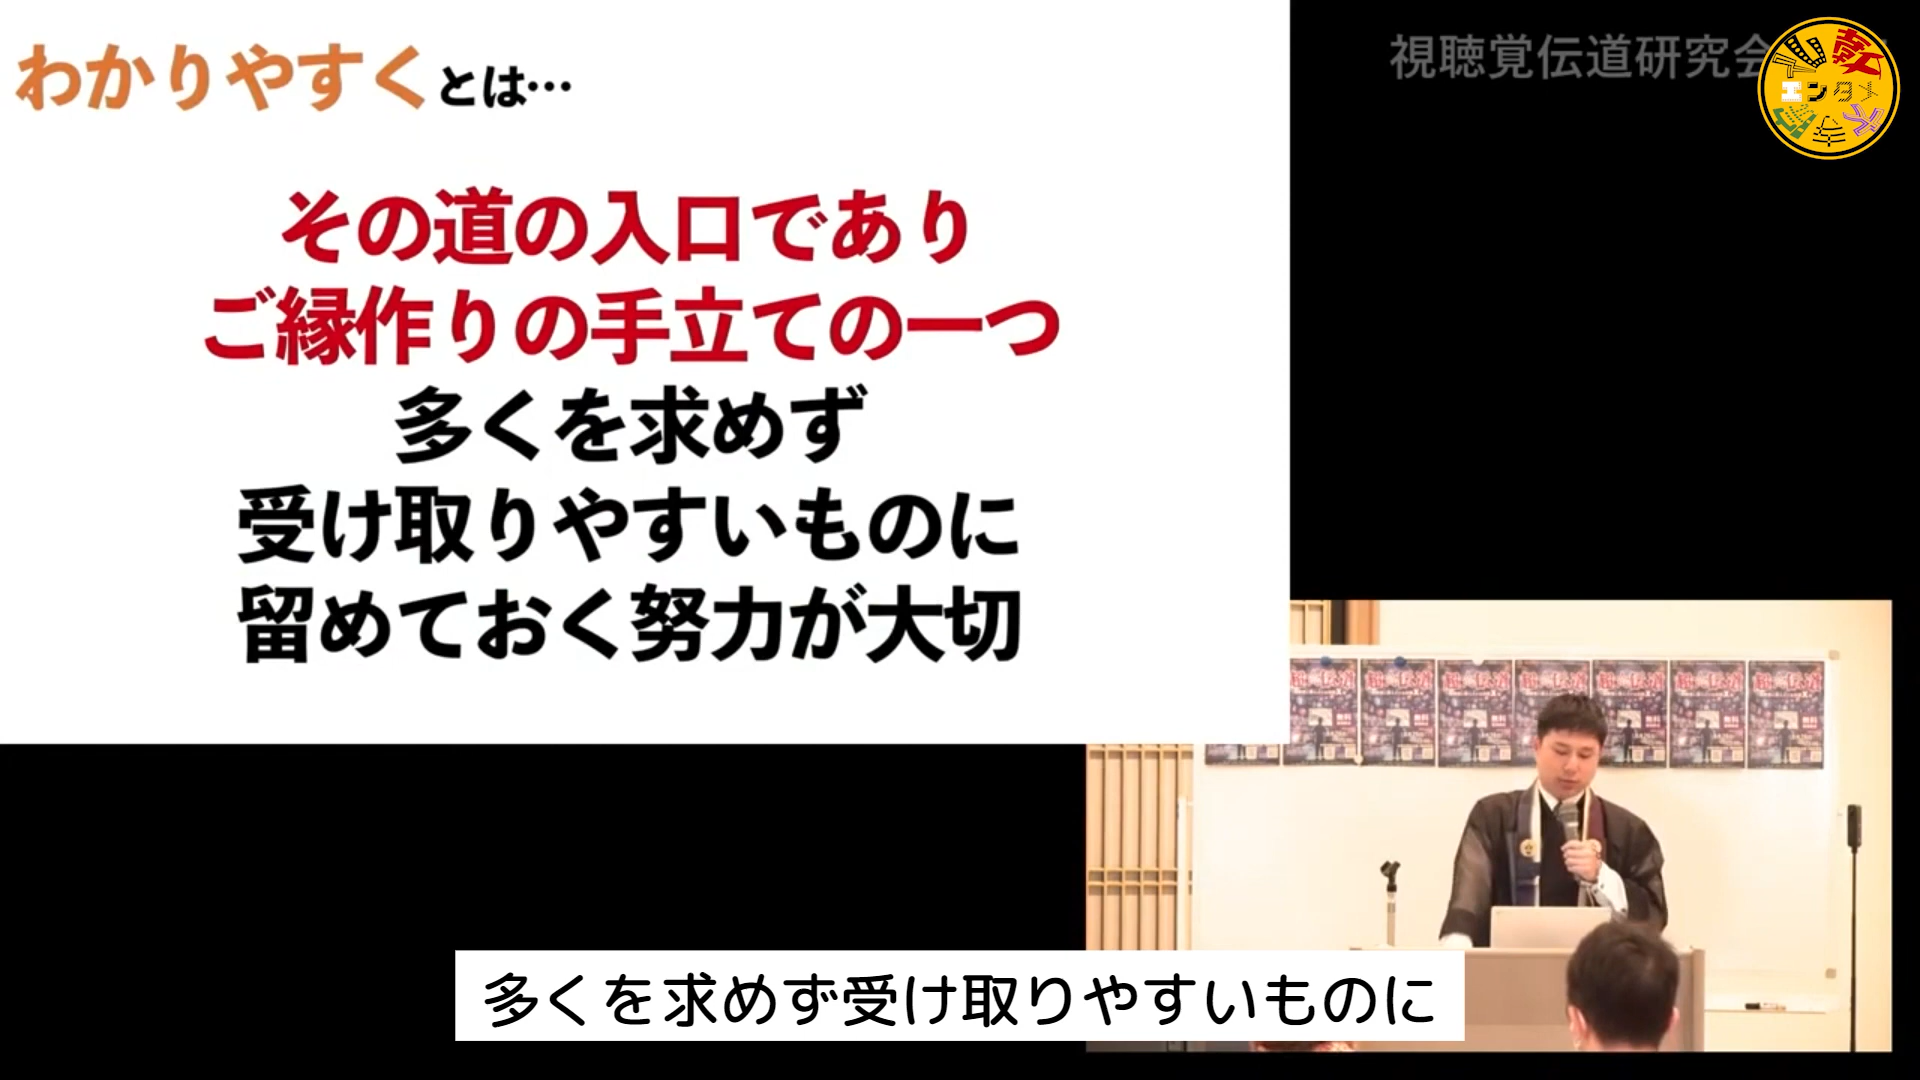 わかりやすくとは…
視聴覚伝道研究会
エンタメ
その道の入口であり
ご縁作りの手立ての一つ
多くを求めず
受け取りやすいものに
留めておく努力が大切
多くを求めず受け取りやすいものに